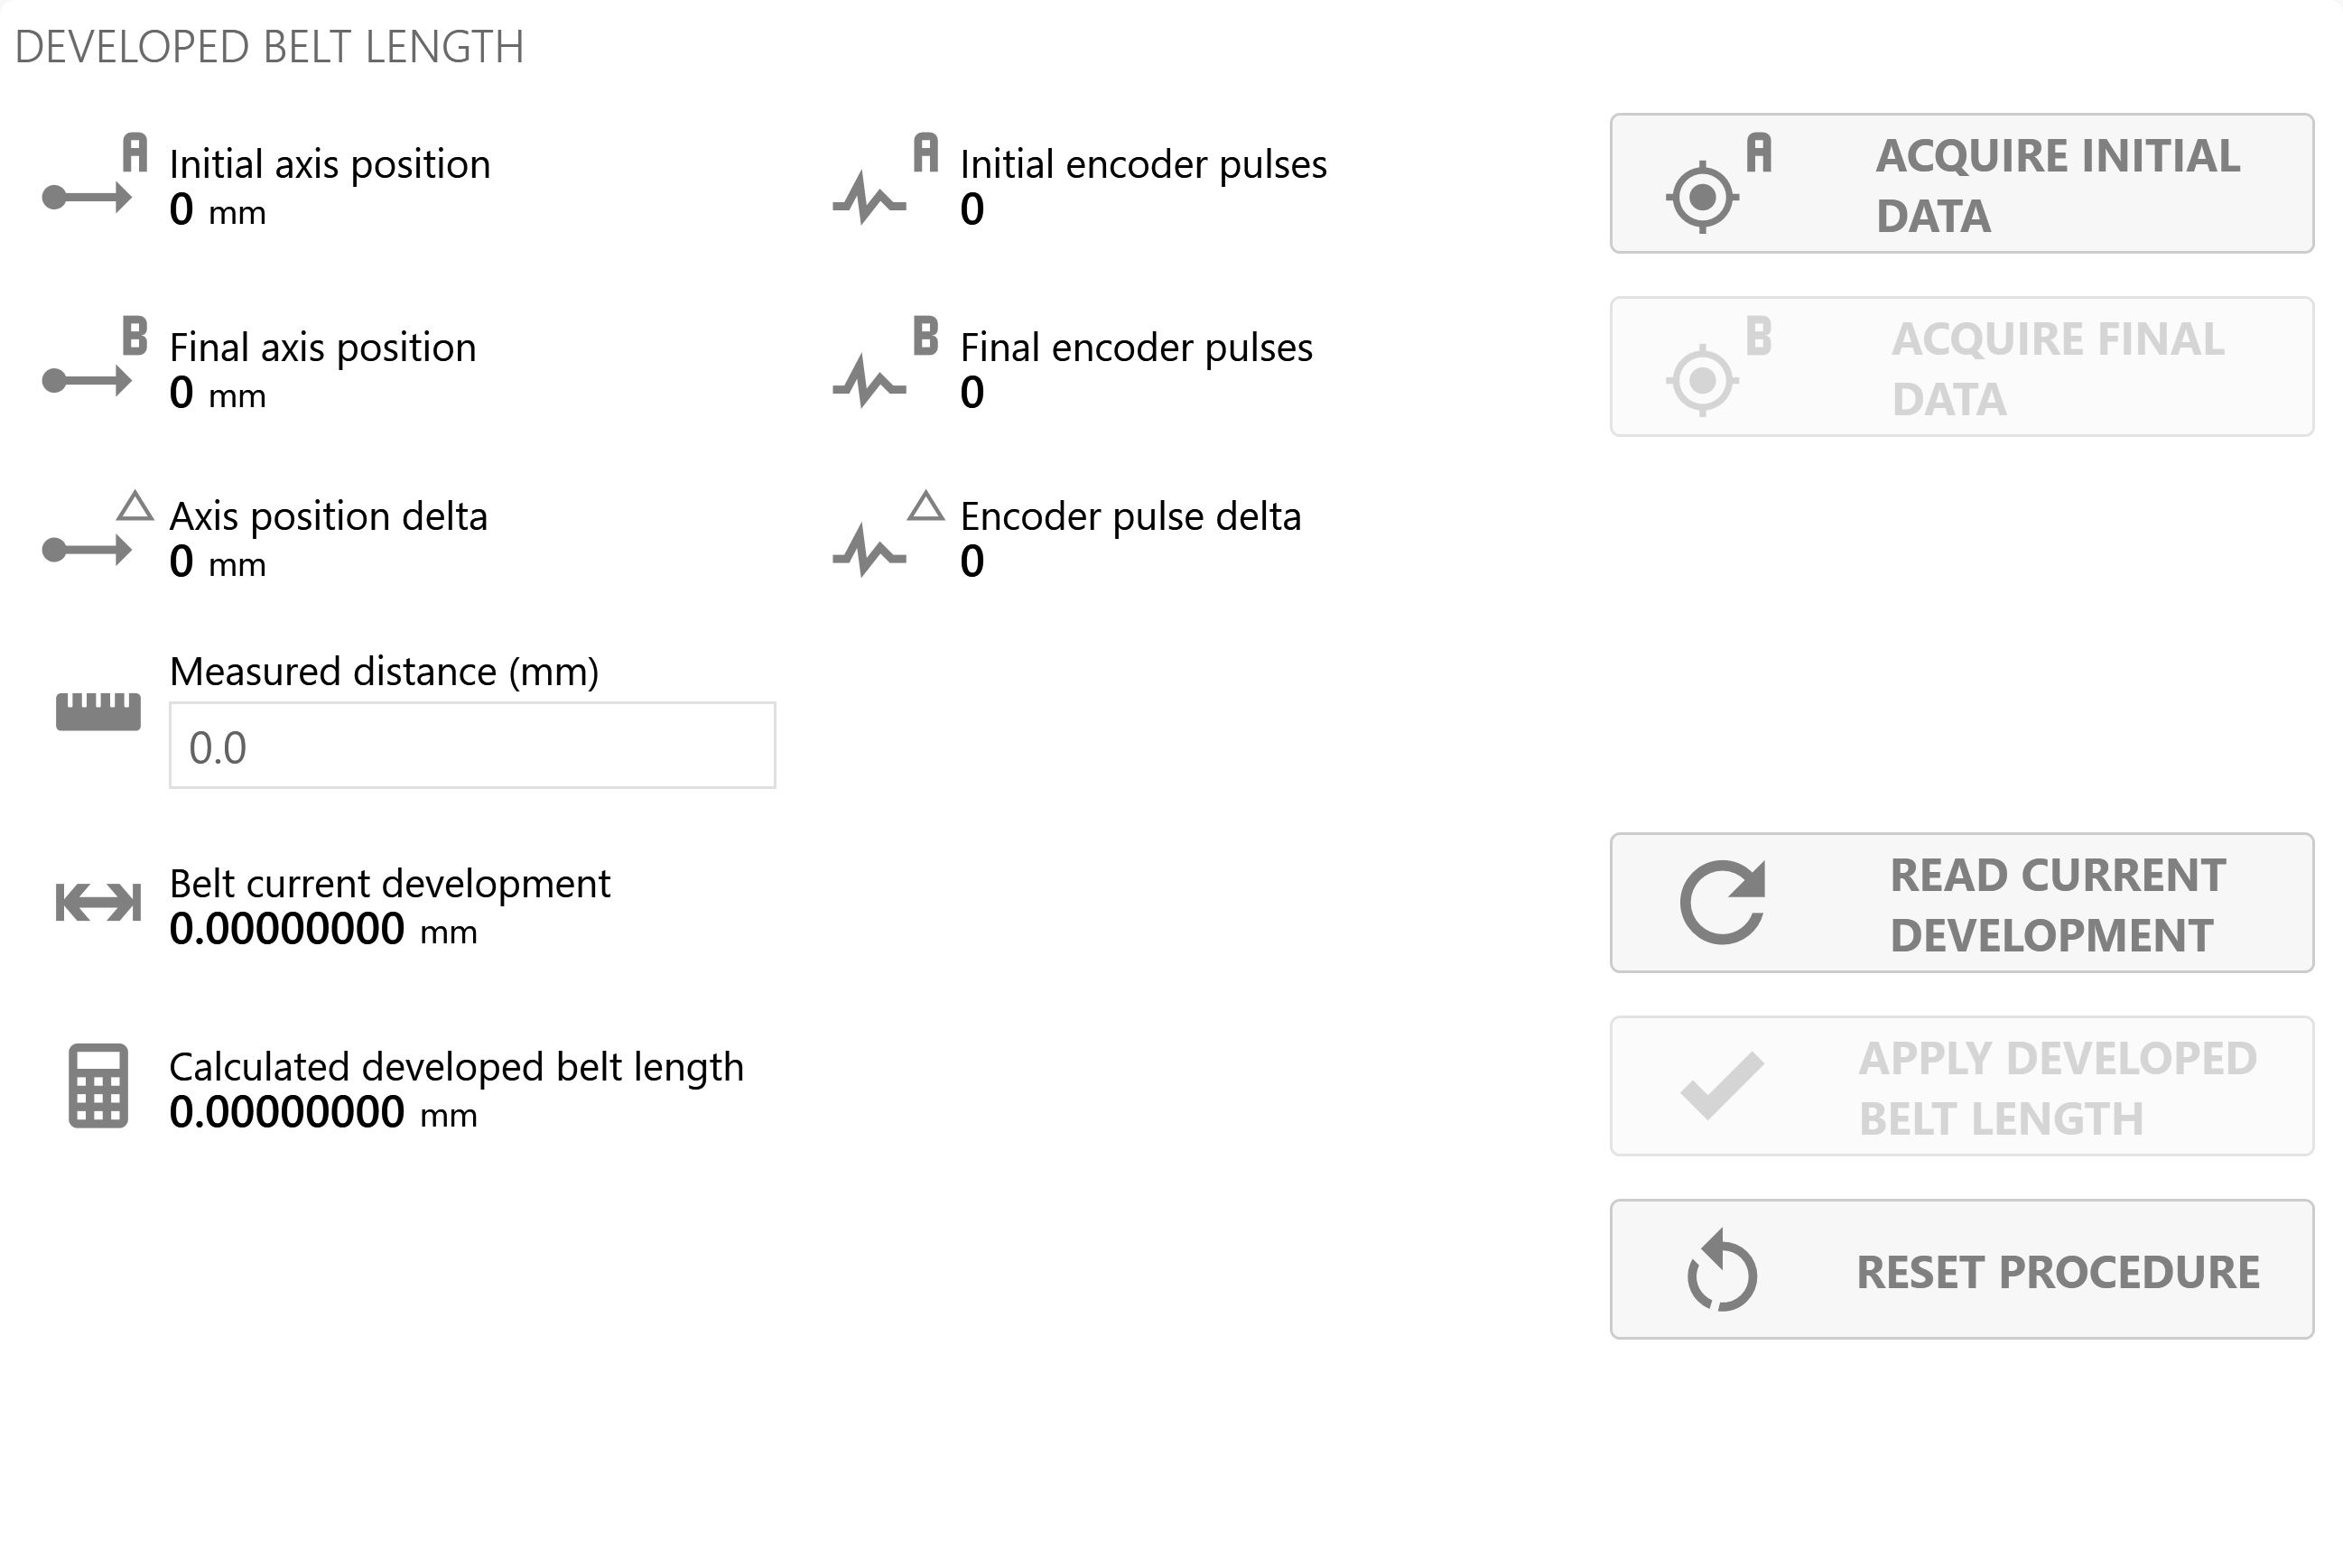 DEVELOPED BELT LENGTH
A
Initial axis position
0 mm
A
Initial encoder pulses
0
A
ACQUIRE INITIAL
DATA
B
Final axis position
0 mm
B
Final encoder pulses
0
B
ACQUIRE FINAL
DATA
Axis position delta
0 mm
Encoder pulse delta
0
Measured distance (mm)
0.0
Belt current development
0.00000000 mm
READ CURRENT
DEVELOPMENT
Calculated developed belt length
0.00000000 mm
APPLY DEVELOPED
BELT LENGTH
RESET PROCEDURE